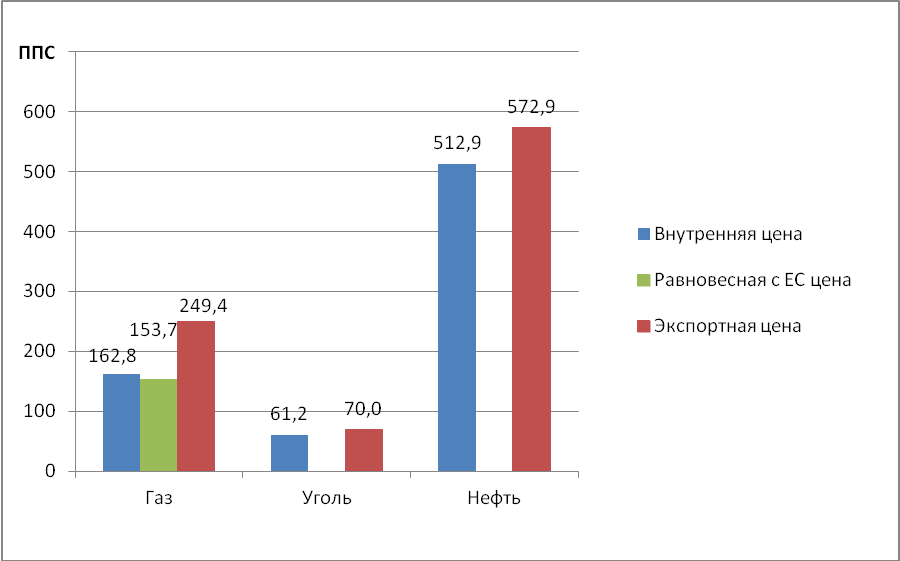 ППС
600
500
400
300
200
100
0
162,8
153,7
249,4
61,2
70,0
512,9
572,9
Газ
Уголь
Нефть
Внутренняя цена
Равновесная с ЕС цена
Экспортная цена